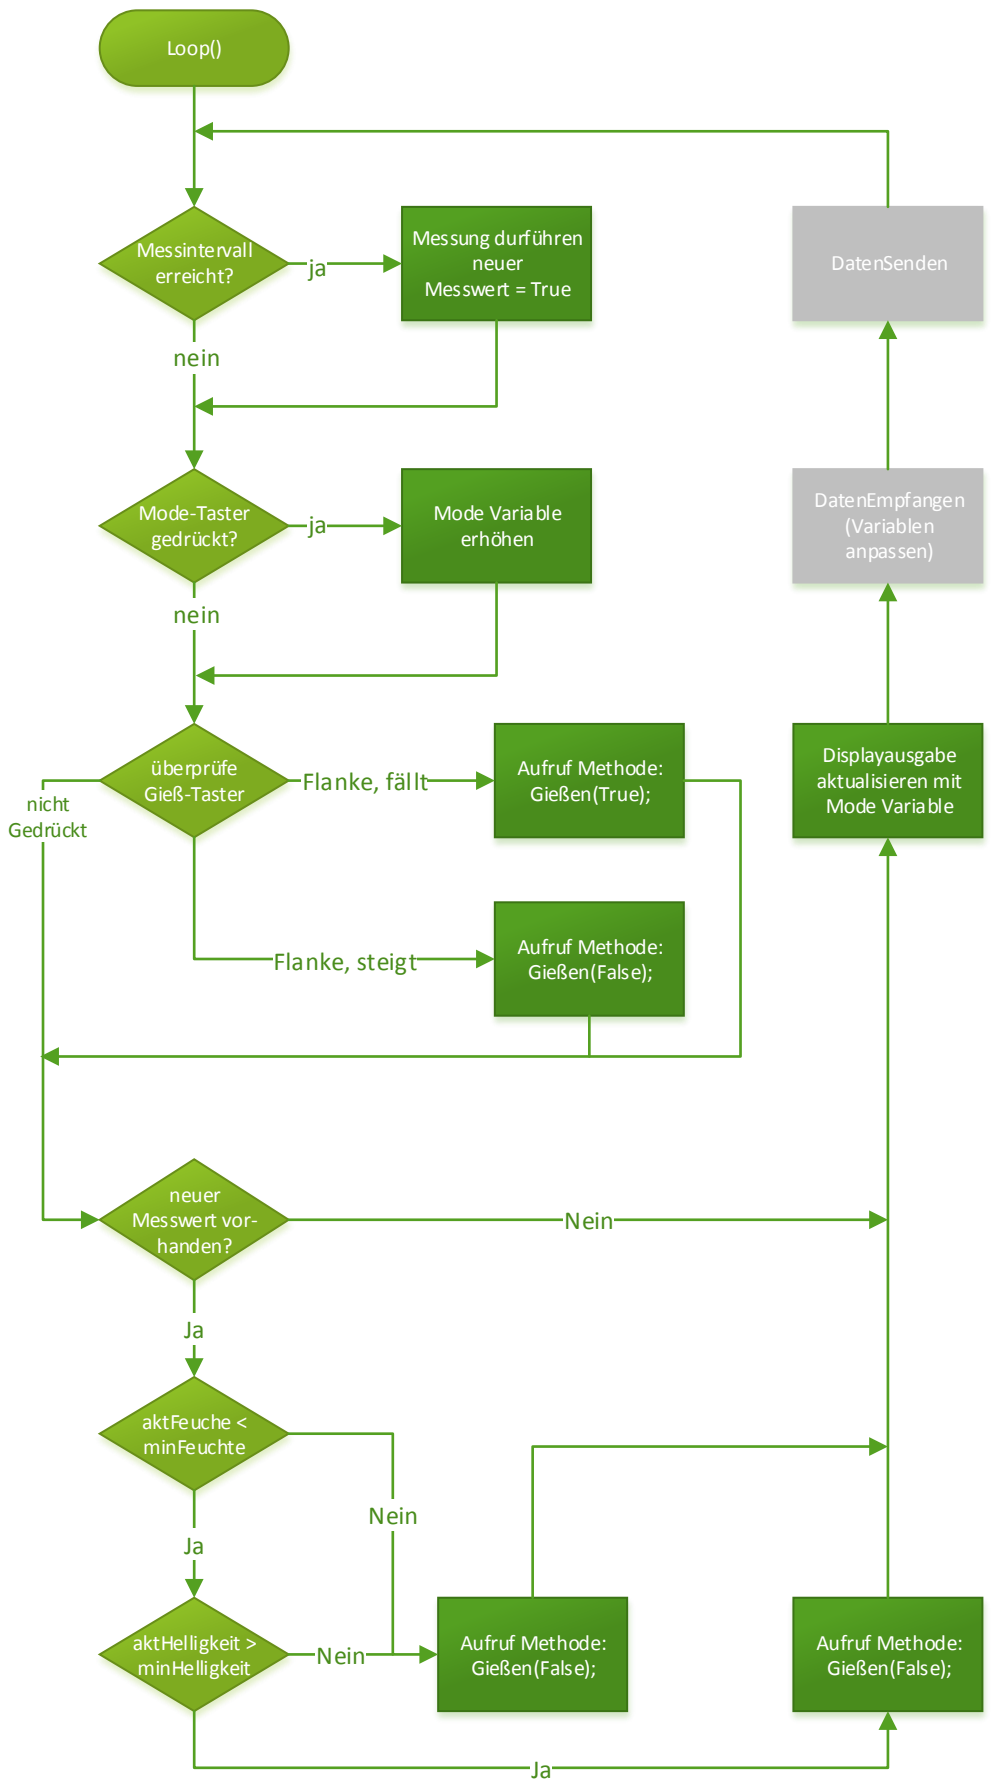 Loop()
Messintervall
erreicht?
ja
Messung durführen
neuer
Messwert = True
DatenSenden
nein
Mode-Taster
gedrückt?
ja
Mode Variable
erhöhen
DatenEmpfangen
(Variablen
anpassen)
nein
überprüfe
Gieß-Taster
Flanke, fällt
Aufruf Methode:
Gießen(True);
Displayausgabe
aktualisieren mit
Mode Variable
nicht
Gedrückt
Flanke, steigt
Aufruf Methode:
Gießen(False);
neuer
Messwert vor-
handen?
Nein
Ja
aktFeuche <
minFeuchte
Nein
Ja
aktHelligkeit >
minHelligkeit
Nein
Aufruf Methode:
Gießen(False);
Aufruf Methode:
Gießen(False);
Ja